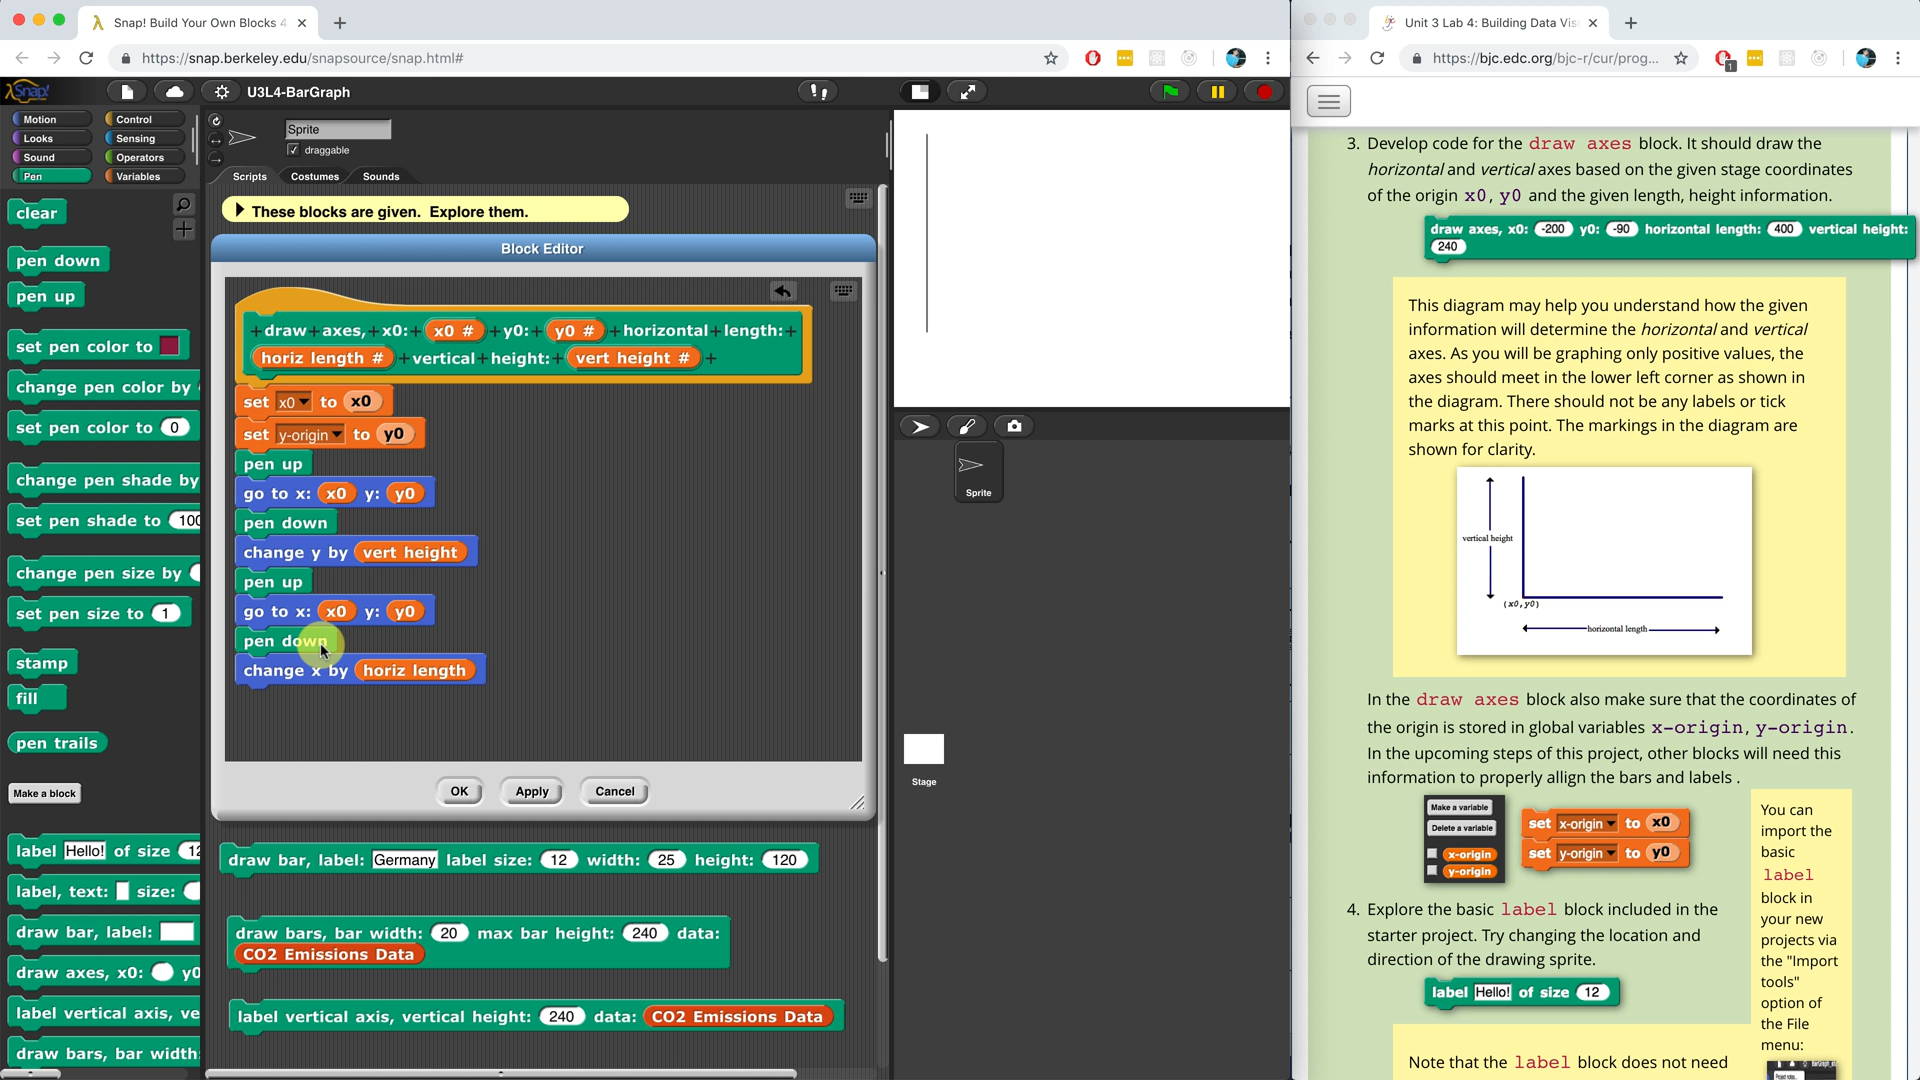 Snap! Build Your Own Blocks 4
https://snap.berkeley.edu/snapsource/snap.html#
Snap!
U3L4-BarGraph
Motion
Looks
Sound
Pen
Control
Sensing
Operators
Variables
Sprite
draggable
Scripts
Costumes
Sounds
clear
pen down
pen up
set pen color to
change pen color by
set pen color to 0
change pen shade by
set pen shade to 100
change pen size by
set pen size to 1
stamp
fill
pen trails
Make a block
label Hello! of size 12
label, text: size:
draw bar, label:
draw axes, x0: y0
label vertical axis, ve
draw bars, bar width:
These blocks are given. Explore them.
Block Editor
+draw+axes,+x0:+ x0 # +y0:+ y0 # +horizontal+length:+
horiz length # +vertical+height:+ vert height # +
set x0 to x0
set y-origin to y0
pen up
go to x: x0 y: y0
pen down
change y by vert height
pen up
go to x: x0 y: y0
pen down
change x by horiz length
OK
Apply
Cancel
draw bar, label: Germany label size: 12 width: 25 height: 120
draw bars, bar width: 20 max bar height: 240 data:
CO2 Emissions Data
label vertical axis, vertical height: 240 data: CO2 Emissions Data
Sprite
Stage
Unit 3 Lab 4: Building Data Vis
https://bjc.edc.org/bjc-r/cur/prog...
1
3. Develop code for the draw axes block. It should draw the
horizontal and vertical axes based on the given stage coordinates
of the origin x0, y0 and the given length, height information.
draw axes, x0: -200 y0: -90 horizontal length: 400 vertical height:
240
This diagram may help you understand how the given
information will determine the horizontal and vertical
axes. As you will be graphing only positive values, the
axes should meet in the lower left corner as shown in
the diagram. There should not be any labels or tick
marks at this point. The markings in the diagram are
shown for clarity.
vertical height
(x0,y0)
horizontal length
In the draw axes block also make sure that the coordinates of
the origin is stored in global variables x-origin, y-origin.
In the upcoming steps of this project, other blocks will need this
information to properly allign the bars and labels .
Make a variable
Delete a variable
x-origin
y-origin
set x-origin to x0
set y-origin to y0
You can
import the
basic
label
block in
your new
projects via
the "Import
tools"
option of
the File
menu:
4. Explore the basic label block included in the
starter project. Try changing the location and
direction of the drawing sprite.
label Hello! of size 12
Note that the label block does not need